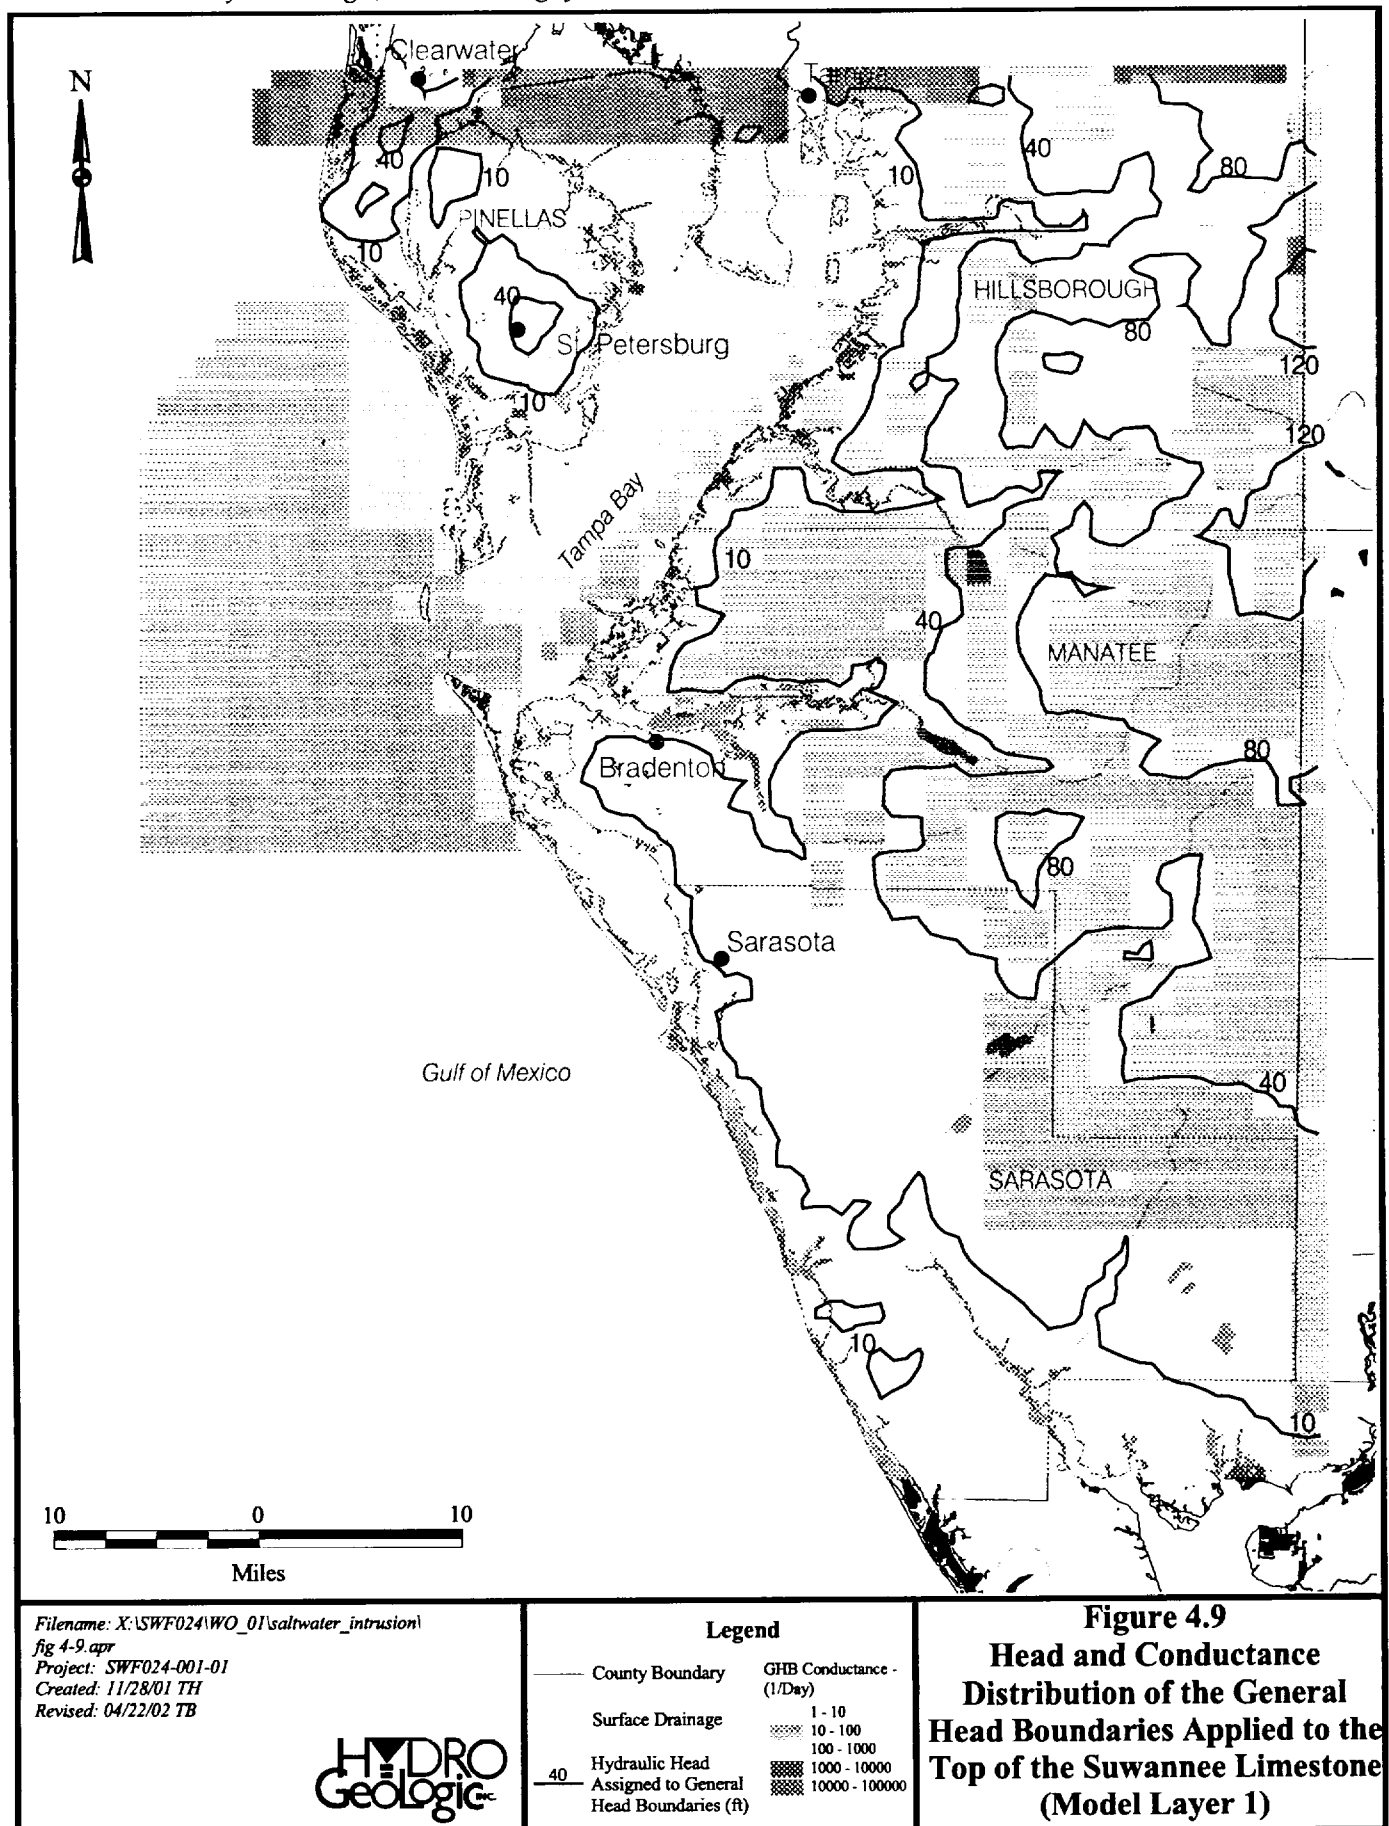 N
Clearwater
Tampa
40
10
40
10
80
PINELLAS
10
HILLSBOROUGH
40
80
St. Petersburg
120
10
120
Tampa Bay
10
40
MANATEE
80
Bradenton
80
Sarasota
Gulf of Mexico
40
SARASOTA
10
10
10 0 10
Miles
Filename: X:\SWF024\WO_01\saltwater_intrusion\
fig 4-9.apr
Project: SWF024-001-01
Created: 11/28/01 TH
Revised: 04/22/02 TB
HYDRO
GeoLogic INC.
Legend
County Boundary
Surface Drainage
40 Hydraulic Head
Assigned to General
Head Boundaries (ft)
GHB Conductance -
(1/Day)
1 - 10
10 - 100
100 - 1000
1000 - 10000
10000 - 100000
Figure 4.9
Head and Conductance
Distribution of the General
Head Boundaries Applied to the
Top of the Suwannee Limestone
(Model Layer 1)